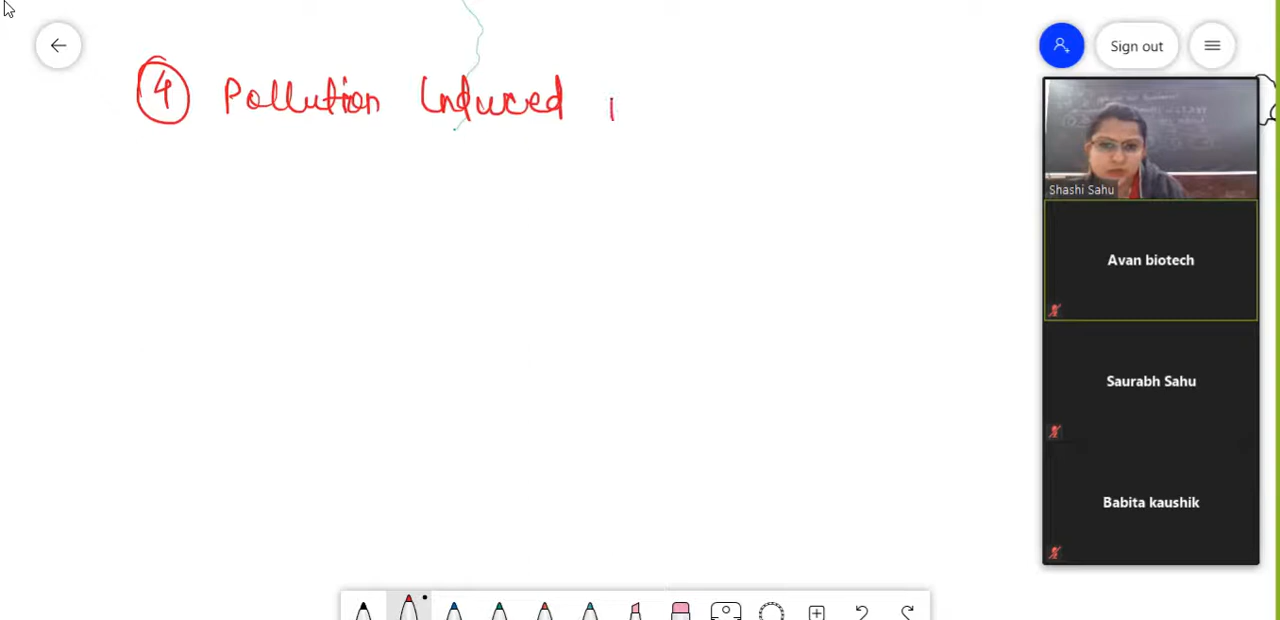 Sign out
④ Pollution Induced
Shashi Sahu
Avan biotech
Saurabh Sahu
Babita kaushik